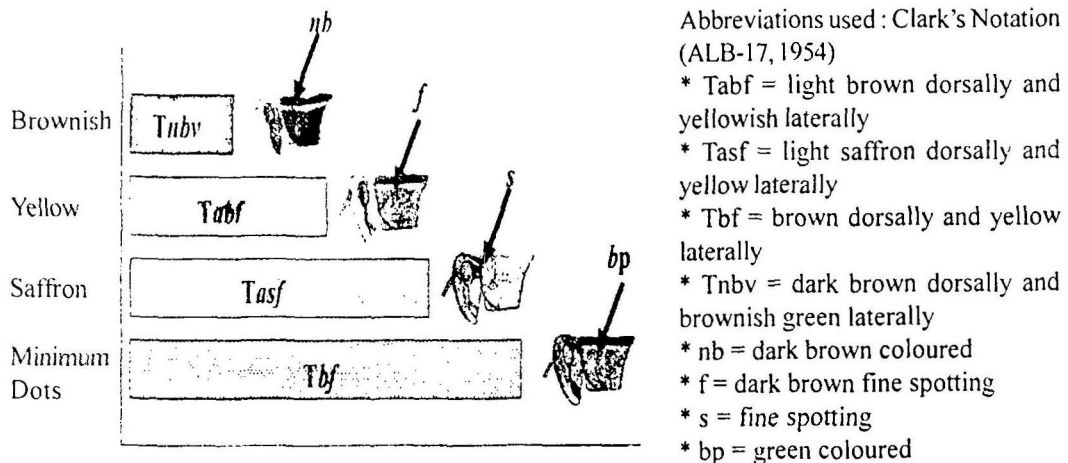 nb
f
s
bp
Brownish
Tnbv
Yellow
Tabf
Saffron
Tasf
Minimum
Dots
Tbf
Abbreviations used : Clark's Notation
(ALB-17, 1954)
* Tabf = light brown dorsally and
yellowish laterally
* Tasf = light saffron dorsally and
yellow laterally
* Tbf = brown dorsally and yellow
laterally
* Tnbv = dark brown dorsally and
brownish green laterally
* nb = dark brown coloured
* f = dark brown fine spotting
* s = fine spotting
* bp = green coloured